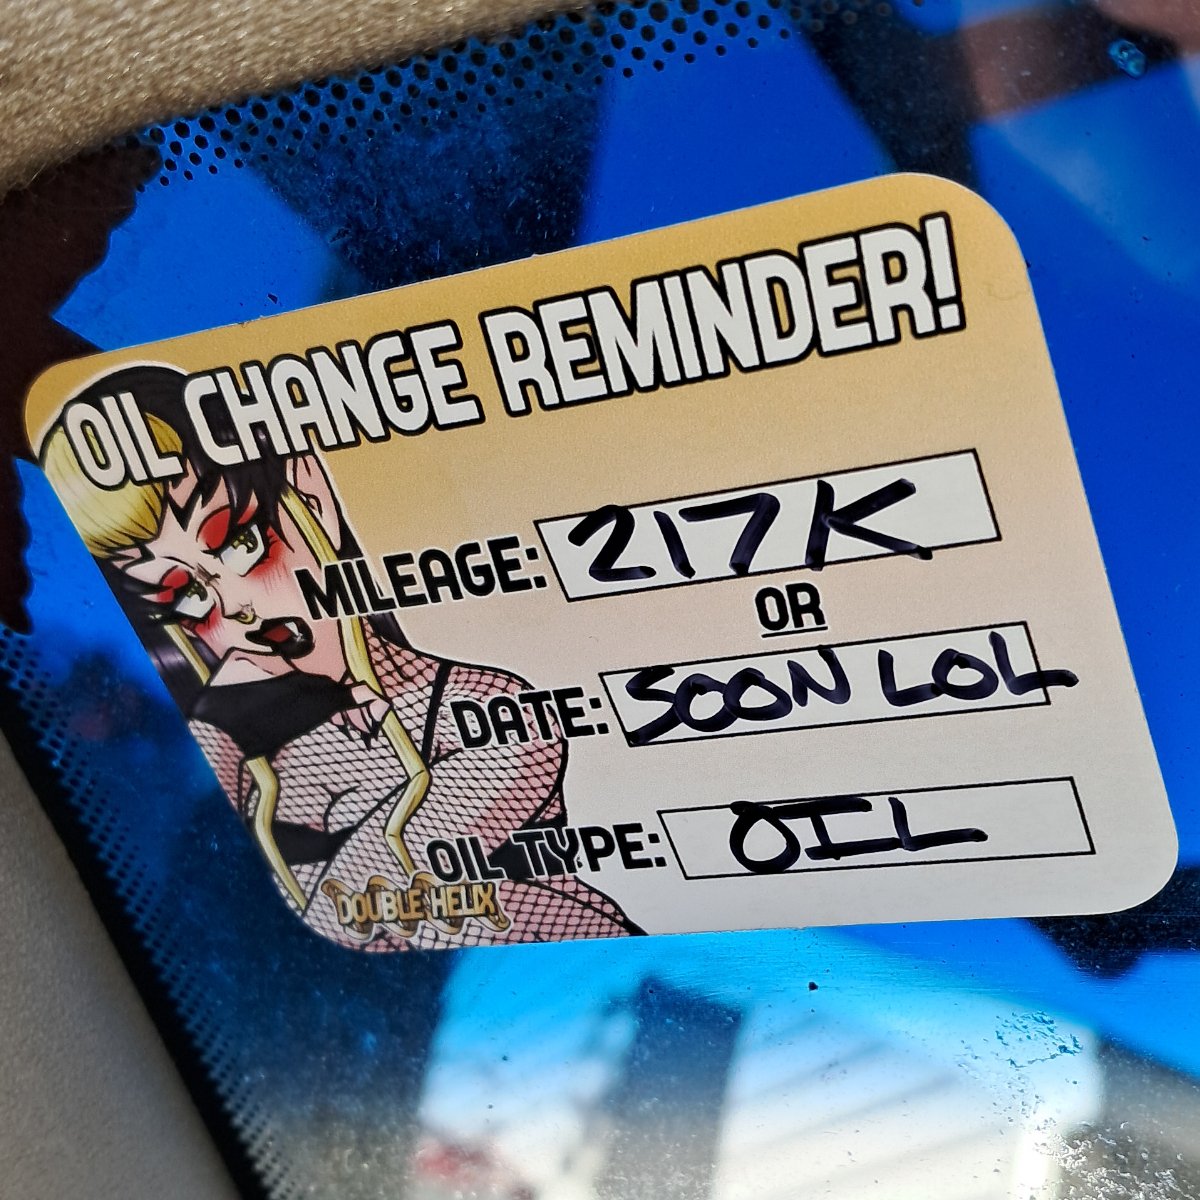 OIL CHANGE REMINDER!
MILEAGE: 217K
OR
DATE: SOON LOL
OIL TYPE: OIL
DOUBLE HELIX